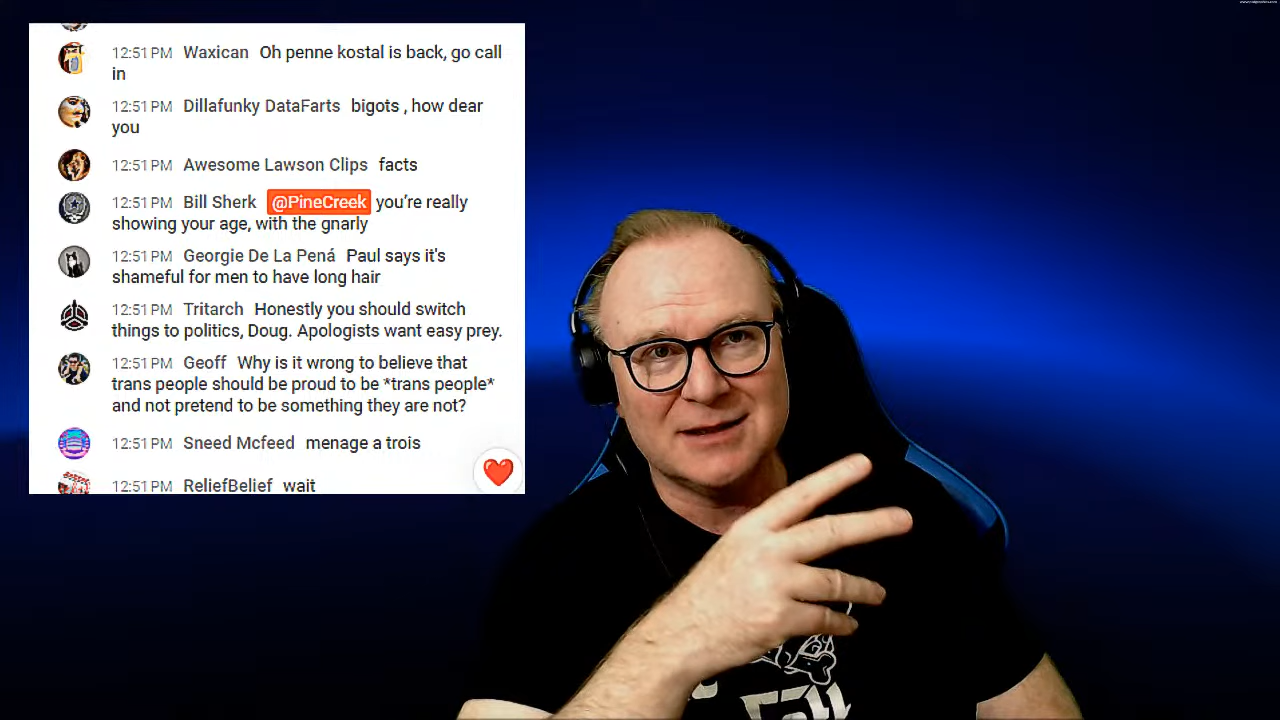 12:51 PM Waxican Oh penne kostal is back, go call
in
12:51 PM Dillafunky DataFarts bigots , how dear
you
12:51 PM Awesome Lawson Clips facts
12:51 PM Bill Sherk @PineCreek you’re really
showing your age, with the gnarly
12:51 PM Georgie De La Pená Paul says it's
shameful for men to have long hair
12:51 PM Tritarch Honestly you should switch
things to politics, Doug. Apologists want easy prey.
12:51 PM Geoff Why is it wrong to believe that
trans people should be proud to be *trans people*
and not pretend to be something they are not?
12:51 PM Sneed Mcfeed menage a trois
12:51 PM ReliefBelief wait